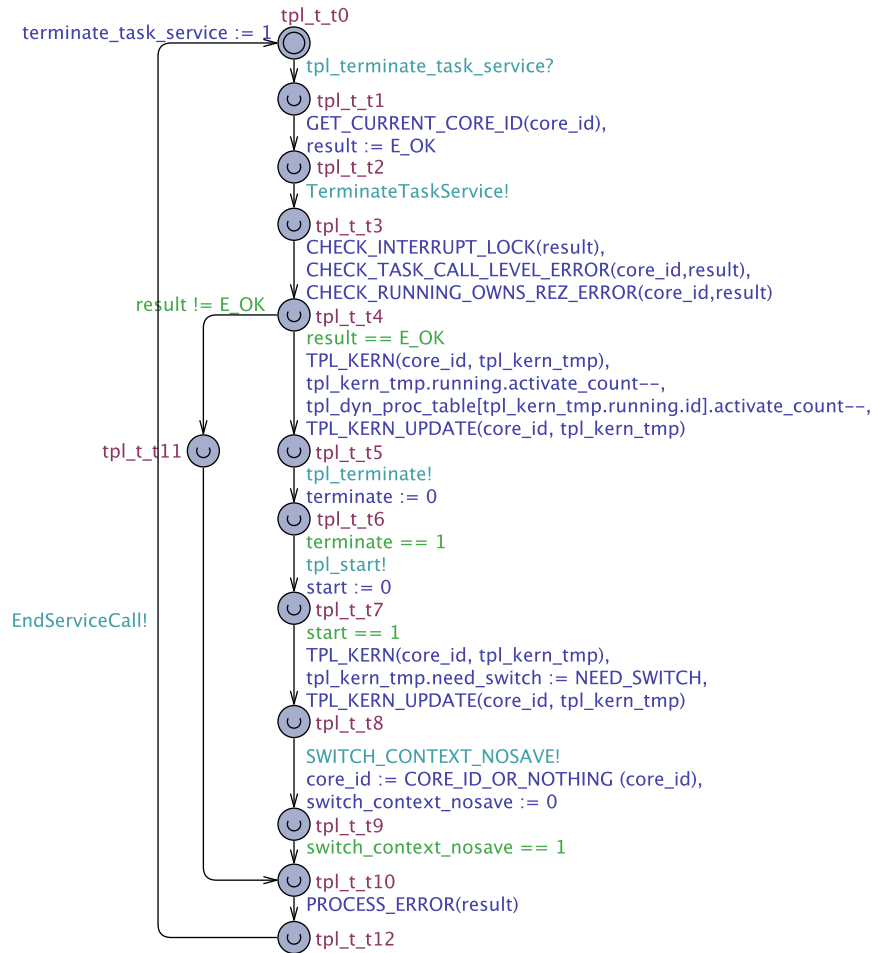 tpl_t_t0
terminate_task_service := 1
tpl_terminate_task_service?
tpl_t_t1
GET_CURRENT_CORE_ID(core_id),
result := E_OK
tpl_t_t2
TerminateTaskService!
tpl_t_t3
CHECK_INTERRUPT_LOCK(result),
CHECK_TASK_CALL_LEVEL_ERROR(core_id,result),
CHECK_RUNNING_OWNS_REZ_ERROR(core_id,result)
result != E_OK
tpl_t_t4
result == E_OK
TPL_KERN(core_id, tpl_kern_tmp),
tpl_kern_tmp.running.activate_count--,
tpl_dyn_proc_table[tpl_kern_tmp.running.id].activate_count--,
TPL_KERN_UPDATE(core_id, tpl_kern_tmp)
tpl_t_t11
tpl_t_t5
tpl_terminate!
terminate := 0
tpl_t_t6
terminate == 1
tpl_start!
start := 0
tpl_t_t7
EndServiceCall!
start == 1
TPL_KERN(core_id, tpl_kern_tmp),
tpl_kern_tmp.need_switch := NEED_SWITCH,
TPL_KERN_UPDATE(core_id, tpl_kern_tmp)
tpl_t_t8
SWITCH_CONTEXT_NOSAVE!
core_id := CORE_ID_OR_NOTHING (core_id),
switch_context_nosave := 0
tpl_t_t9
switch_context_nosave == 1
tpl_t_t10
PROCESS_ERROR(result)
tpl_t_t12